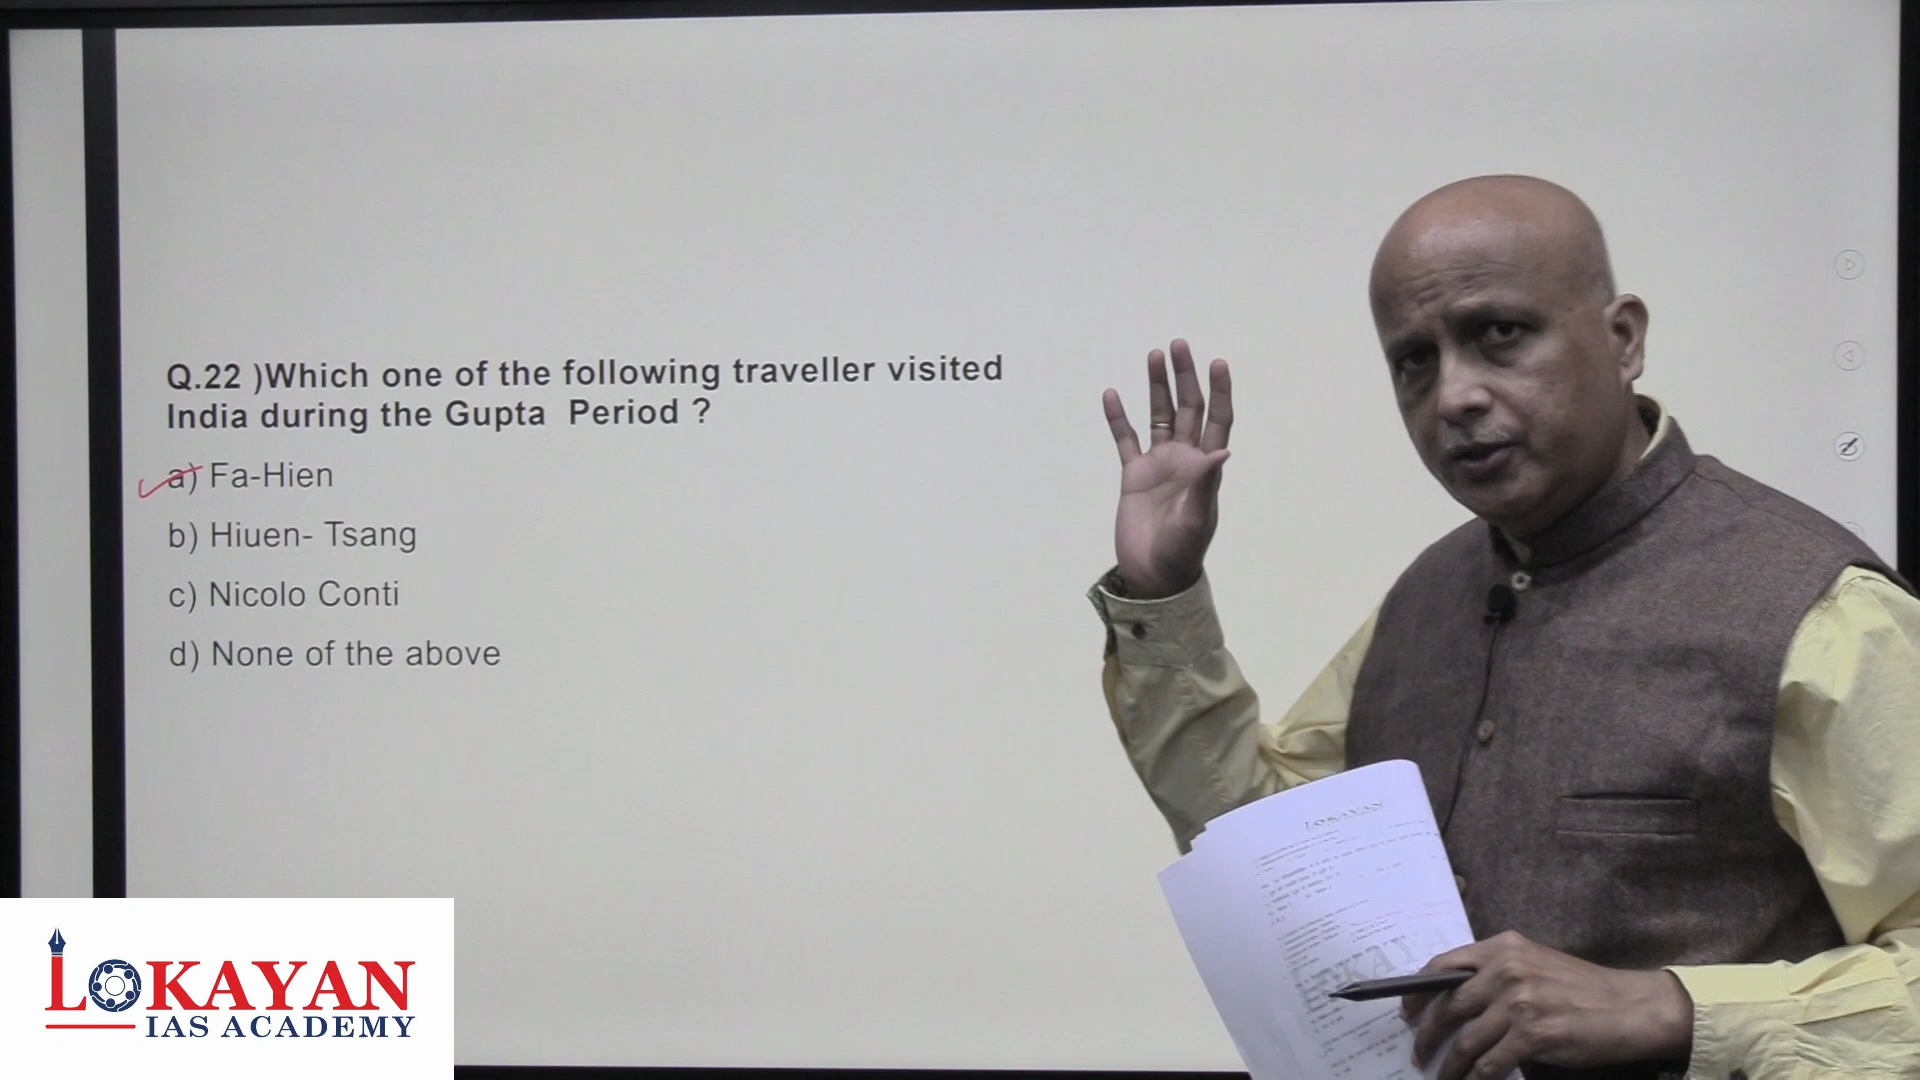 Q.22 )Which one of the following traveller visited
India during the Gupta Period ?
a) Fa-Hien
b) Hiuen- Tsang
c) Nicolo Conti
d) None of the above
LOKAYAN
LOKAYAN
IAS ACADEMY